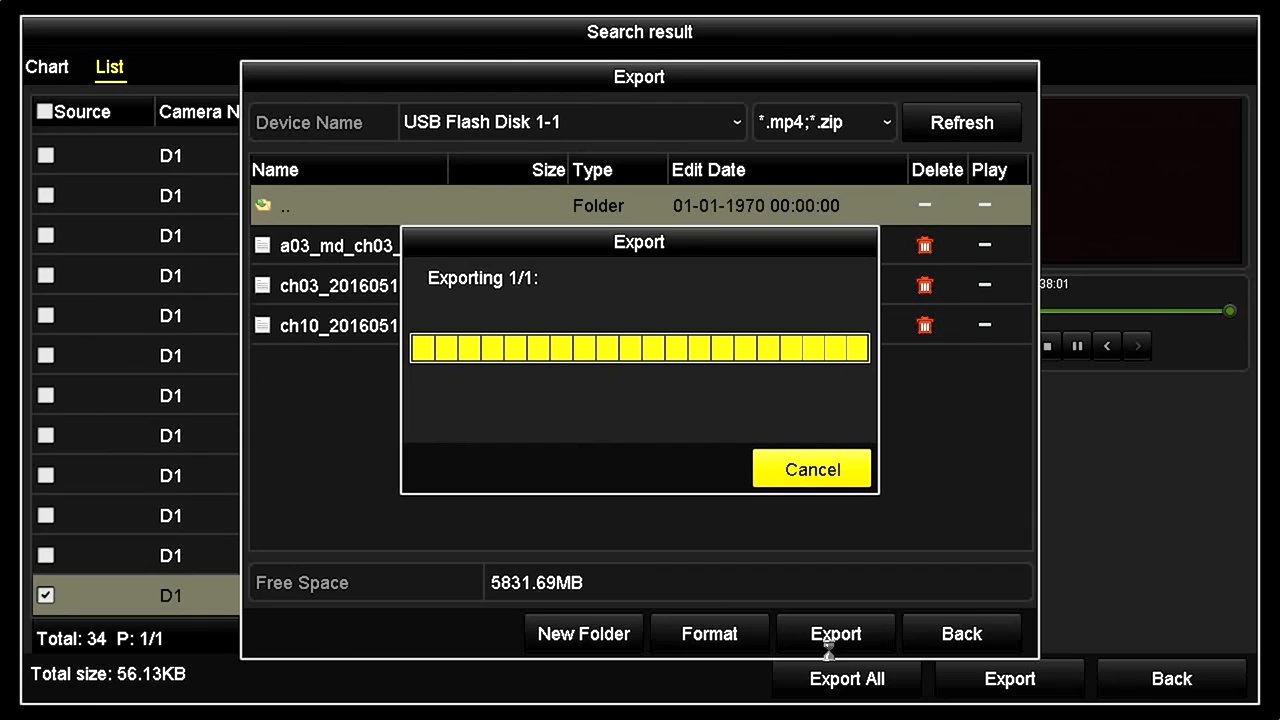 Search result
Chart List
Export
Source Camera N
Device Name USB Flash Disk 1-1 *.mp4;*.zip Refresh
Name Size Type Edit Date Delete Play
D1
D1
.. Folder 01-01-1970 00:00:00
D1
a03_md_ch03_
Export
D1
ch03_2016051
Exporting 1/1:
38:01
D1
ch10_2016051
D1
D1
D1
D1
Cancel
D1
D1
Free Space 5831.69MB
D1
Total: 34 P: 1/1
New Folder Format Export Back
Total size: 56.13KB
Export All Export Back